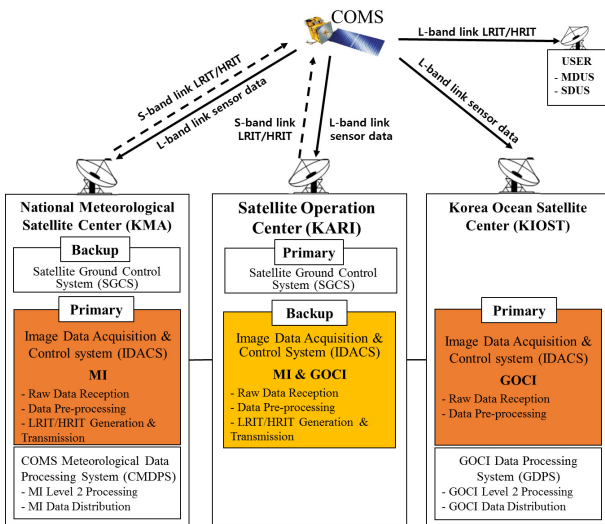 COMS
L-band link LRIT/HRIT
USER
- MDUS
- SDUS
S-band link LRIT/HRIT
L-band link sensor data
S-band link
LRIT/HRIT
L-band link
sensor data
L-band link sensor data
National Meteorological
Satellite Center (KMA)
Backup
Satellite Ground Control
System (SGCS)
Primary
Image Data Acquisition &
Control system (IDACS)
MI
- Raw Data Reception
- Data Pre-processing
- LRIT/HRIT Generation &
Transmission
COMS Meteorological Data
Processing System (CMDPS)
- MI Level 2 Processing
- MI Data Distribution
Satellite Operation
Center (KARI)
Primary
Satellite Ground Control
System (SGCS)
Backup
Image Data Acquisition &
Control System (IDACS)
MI & GOCI
- Raw Data Reception
- Data Pre-processing
- LRIT/HRIT Generation &
Transmission
Korea Ocean Satellite
Center (KIOST)
Primary
Image Data Acquisition &
Control system (IDACS)
GOCI
- Raw Data Reception
- Data Pre-processing
GOCI Data Processing
System (GDPS)
- GOCI Level 2 Processing
- GOCI Data Distribution